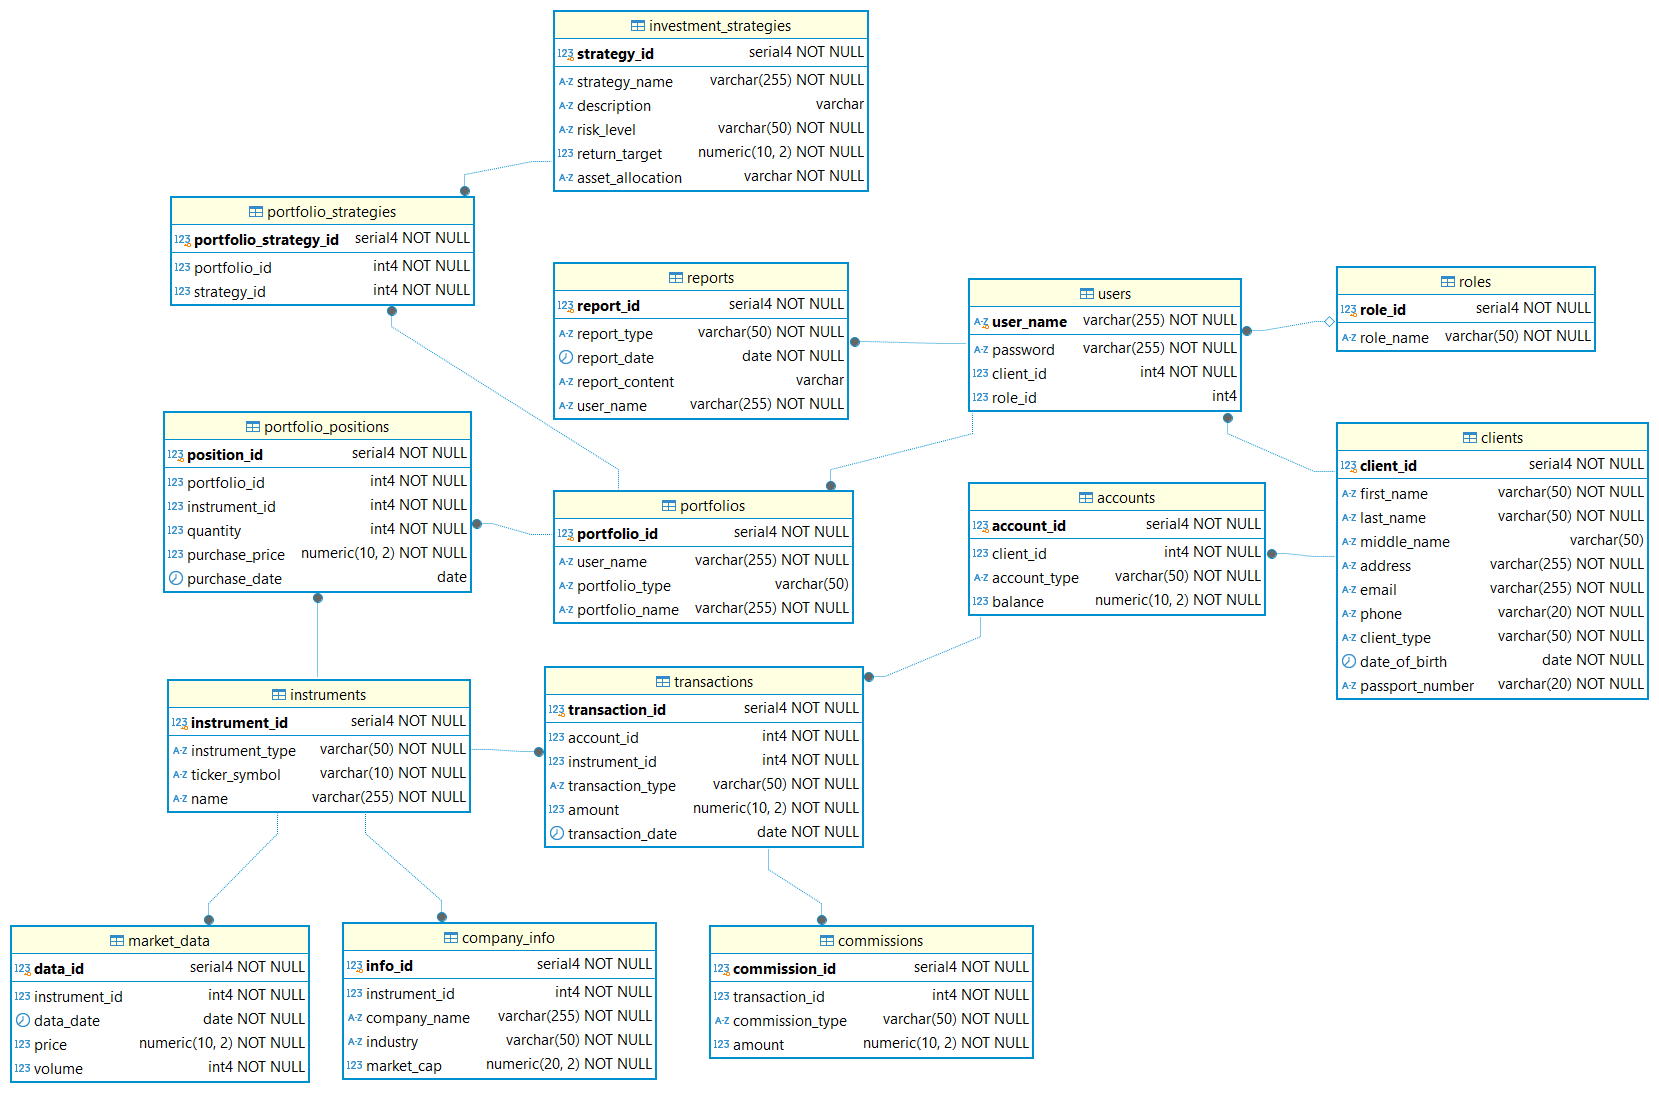 investment_strategies
strategy_id serial4 NOT NULL
strategy_name varchar(255) NOT NULL
description varchar
risk_level varchar(50) NOT NULL
return_target numeric(10, 2) NOT NULL
asset_allocation varchar NOT NULL
portfolio_strategies
portfolio_strategy_id serial4 NOT NULL
portfolio_id int4 NOT NULL
strategy_id int4 NOT NULL
reports
report_id serial4 NOT NULL
report_type varchar(50) NOT NULL
report_date date NOT NULL
report_content varchar
user_name varchar(255) NOT NULL
users
user_name varchar(255) NOT NULL
password varchar(255) NOT NULL
client_id int4 NOT NULL
role_id int4
roles
role_id serial4 NOT NULL
role_name varchar(50) NOT NULL
portfolio_positions
position_id serial4 NOT NULL
portfolio_id int4 NOT NULL
instrument_id int4 NOT NULL
quantity int4 NOT NULL
purchase_price numeric(10, 2) NOT NULL
purchase_date date
portfolios
portfolio_id serial4 NOT NULL
user_name varchar(255) NOT NULL
portfolio_type varchar(50)
portfolio_name varchar(255) NOT NULL
accounts
account_id serial4 NOT NULL
client_id int4 NOT NULL
account_type varchar(50) NOT NULL
balance numeric(10, 2) NOT NULL
clients
client_id serial4 NOT NULL
first_name varchar(50) NOT NULL
last_name varchar(50) NOT NULL
middle_name varchar(50)
address varchar(255) NOT NULL
email varchar(255) NOT NULL
phone varchar(20) NOT NULL
client_type varchar(50) NOT NULL
date_of_birth date NOT NULL
passport_number varchar(20) NOT NULL
instruments
instrument_id serial4 NOT NULL
instrument_type varchar(50) NOT NULL
ticker_symbol varchar(10) NOT NULL
name varchar(255) NOT NULL
transactions
transaction_id serial4 NOT NULL
account_id int4 NOT NULL
instrument_id int4 NOT NULL
transaction_type varchar(50) NOT NULL
amount numeric(10, 2) NOT NULL
transaction_date date NOT NULL
market_data
data_id serial4 NOT NULL
instrument_id int4 NOT NULL
data_date date NOT NULL
price numeric(10, 2) NOT NULL
volume int4 NOT NULL
company_info
info_id serial4 NOT NULL
instrument_id int4 NOT NULL
company_name varchar(255) NOT NULL
industry varchar(50) NOT NULL
market_cap numeric(20, 2) NOT NULL
commissions
commission_id serial4 NOT NULL
transaction_id int4 NOT NULL
commission_type varchar(50) NOT NULL
amount numeric(10, 2) NOT NULL